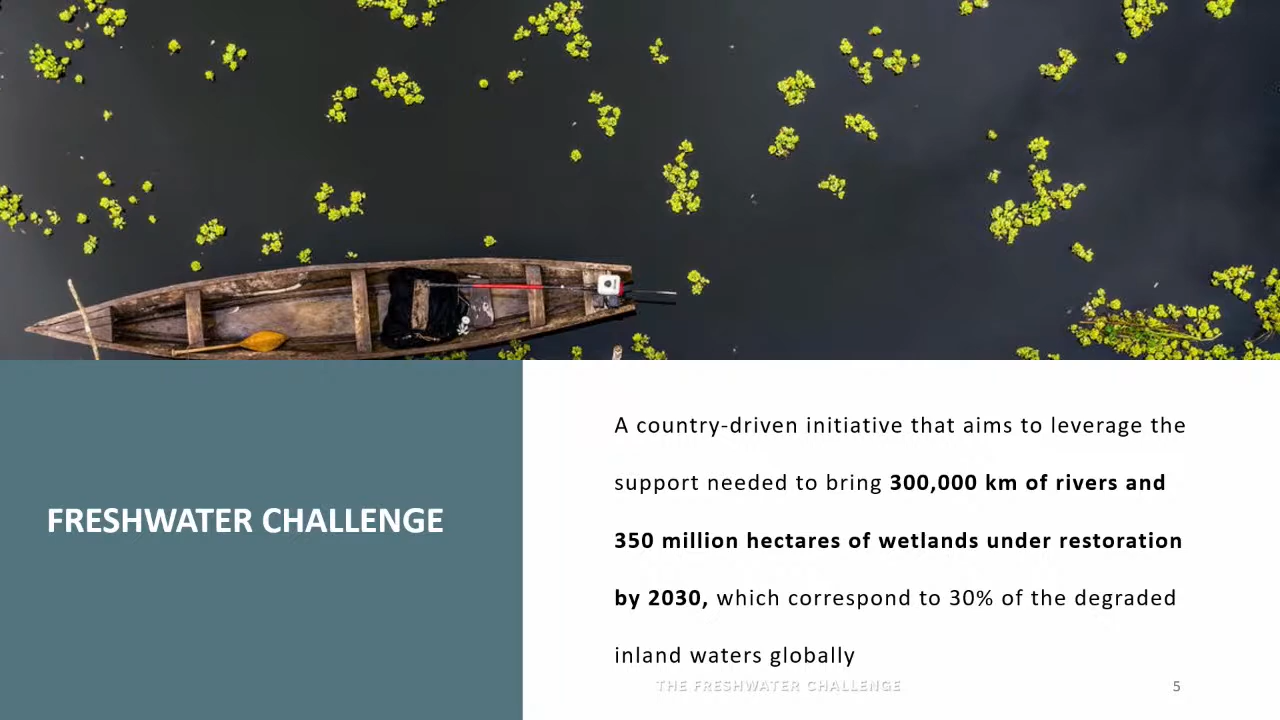 FRESHWATER CHALLENGE
A country-driven initiative that aims to leverage the
support needed to bring 300,000 km of rivers and
350 million hectares of wetlands under restoration
by 2030, which correspond to 30% of the degraded
inland waters globally
THE FRESHWATER CHALLENGE
5